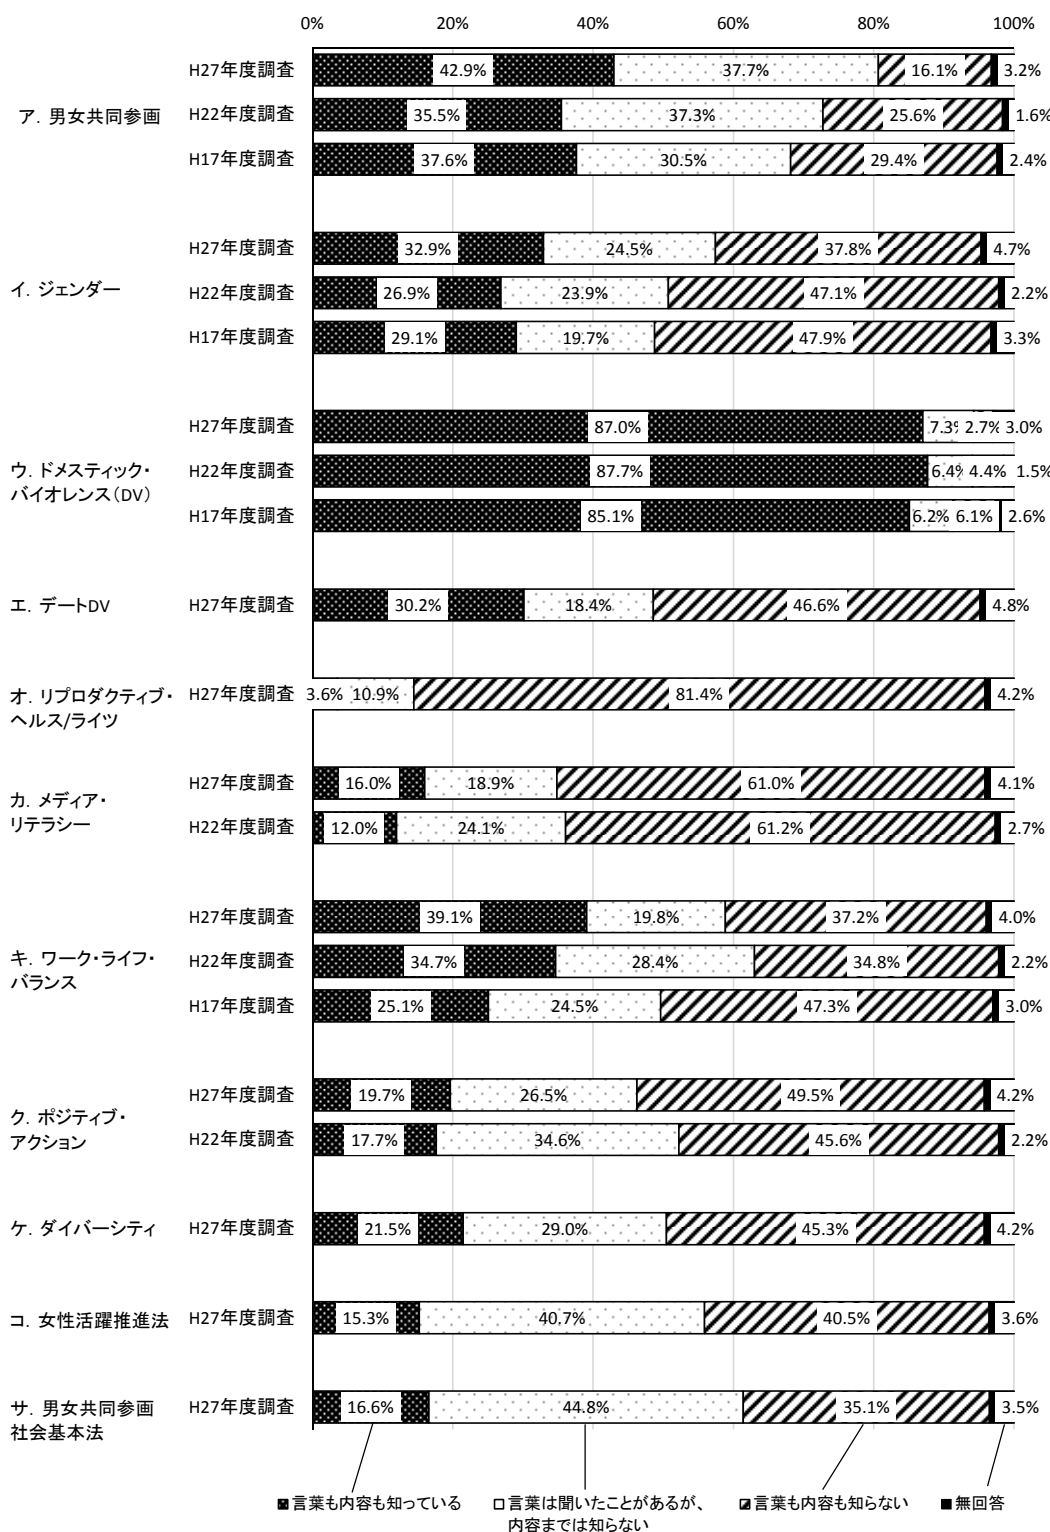 0% 20% 40% 60% 80% 100%
ア. 男女共同参画
H27年度調査 42.9% 37.7% 16.1% 3.2%
H22年度調査 35.5% 37.3% 25.6% 1.6%
H17年度調査 37.6% 30.5% 29.4% 2.4%
イ. ジェンダー
H27年度調査 32.9% 24.5% 37.8% 4.7%
H22年度調査 26.9% 23.9% 47.1% 2.2%
H17年度調査 29.1% 19.7% 47.9% 3.3%
ウ. ドメスティック・
バイオレンス(DV)
H27年度調査 87.0% 7.3% 2.7% 3.0%
H22年度調査 87.7% 6.4% 4.4% 1.5%
H17年度調査 85.1% 6.2% 6.1% 2.6%
エ. デートDV
H27年度調査 30.2% 18.4% 46.6% 4.8%
オ. リプロダクティブ・
ヘルス/ライツ
H27年度調査 3.6% 10.9% 81.4% 4.2%
カ. メディア・
リテラシー
H27年度調査 16.0% 18.9% 61.0% 4.1%
H22年度調査 12.0% 24.1% 61.2% 2.7%
キ. ワーク・ライフ・
バランス
H27年度調査 39.1% 19.8% 37.2% 4.0%
H22年度調査 34.7% 28.4% 34.8% 2.2%
H17年度調査 25.1% 24.5% 47.3% 3.0%
ク. ポジティブ・
アクション
H27年度調査 19.7% 26.5% 49.5% 4.2%
H22年度調査 17.7% 34.6% 45.6% 2.2%
ケ. ダイバーシティ
H27年度調査 21.5% 29.0% 45.3% 4.2%
コ. 女性活躍推進法
H27年度調査 15.3% 40.7% 40.5% 3.6%
サ. 男女共同参画
社会基本法
H27年度調査 16.6% 44.8% 35.1% 3.5%
言葉も内容も知っている
言葉は聞いたことがあるが、
内容までは知らない
言葉も内容も知らない
無回答